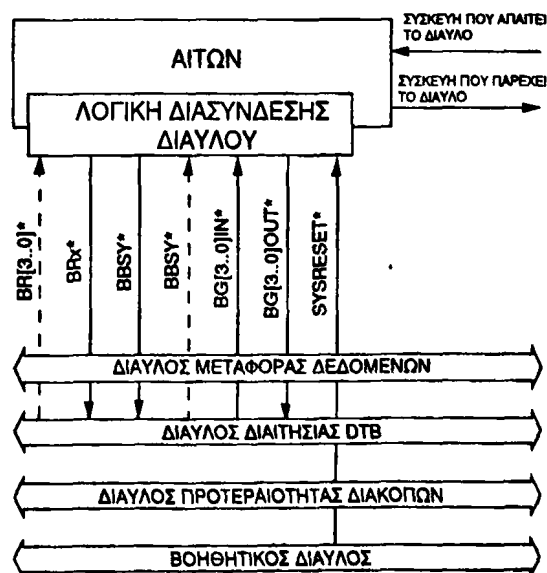 ΣΥΣΚΕΥΗ ΠΟΥ ΑΠΑΙΤΕΙ
ΤΟ ΔΙΑΥΛΟ
ΑΙΤΩΝ
ΣΥΣΚΕΥΗ ΠΟΥ ΠΑΡΕΧΕΙ
ΤΟ ΔΙΑΥΛΟ
ΛΟΓΙΚΗ ΔΙΑΣΥΝΔΕΣΗΣ
ΔΙΑΥΛΟΥ
BR[3..0]*
BRx*
BBSY*
BBSY*
BG[3..0]IN*
BG[3..0]OUT*
SYSRESET*
ΔΙΑΥΛΟΣ ΜΕΤΑΦΟΡΑΣ ΔΕΔΟΜΕΝΩΝ
ΔΙΑΥΛΟΣ ΔΙΑΙΤΗΣΙΑΣ DTB
ΔΙΑΥΛΟΣ ΠΡΟΤΕΡΑΙΟΤΗΤΑΣ ΔΙΑΚΟΠΩΝ
ΒΟΗΘΗΤΙΚΟΣ ΔΙΑΥΛΟΣ